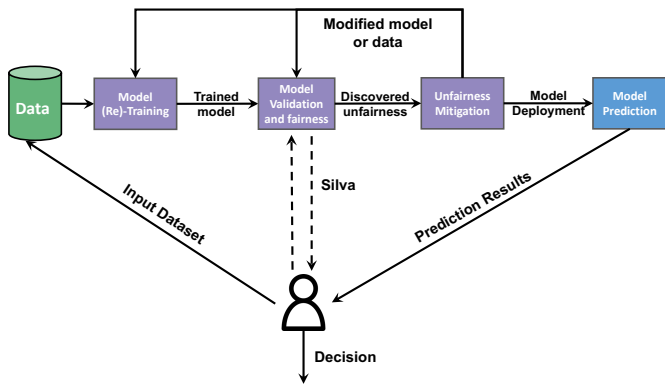 Modified model
or data
Data
Model
(Re)-Training
Trained
model
Model
Validation
and fairness
Discovered
unfairness
Unfairness
Mitigation
Model
Deployment
Model
Prediction
Silva
Input Dataset
Prediction Results
Decision